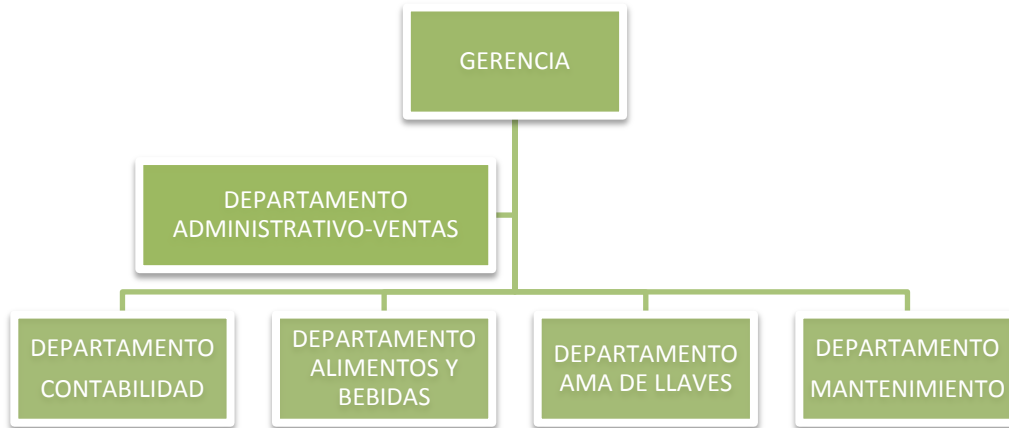 GERENCIA
DEPARTAMENTO
ADMINISTRATIVO-VENTAS
DEPARTAMENTO
CONTABILIDAD
DEPARTAMENTO
ALIMENTOS Y
BEBIDAS
DEPARTAMENTO
AMA DE LLAVES
DEPARTAMENTO
MANTENIMIENTO